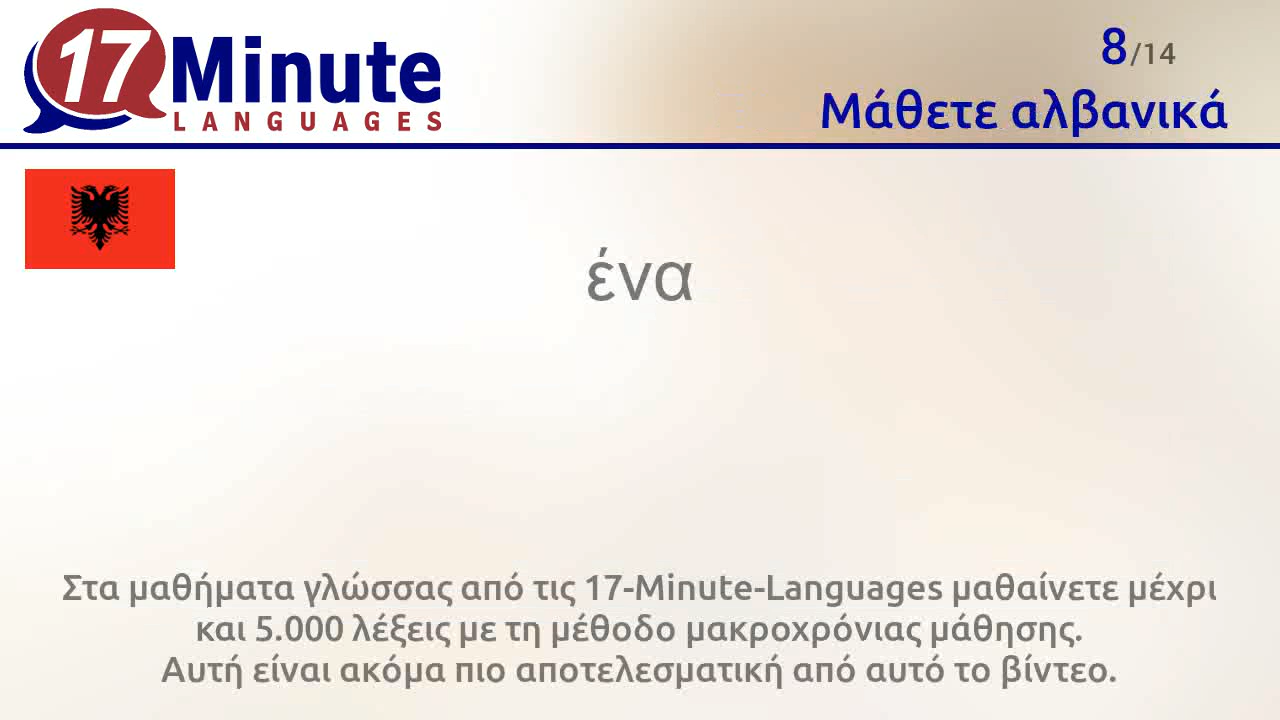 17 Minute
LANGUAGES
8/14
Μάθετε αλβανικά
ένα
Στα μαθήματα γλώσσας από τις 17-Minute-Languages μαθαίνετε μέχρι
και 5.000 λέξεις με τη μέθοδο μακροχρόνιας μάθησης.
Αυτή είναι ακόμα πιο αποτελεσματική από αυτό το βίντεο.